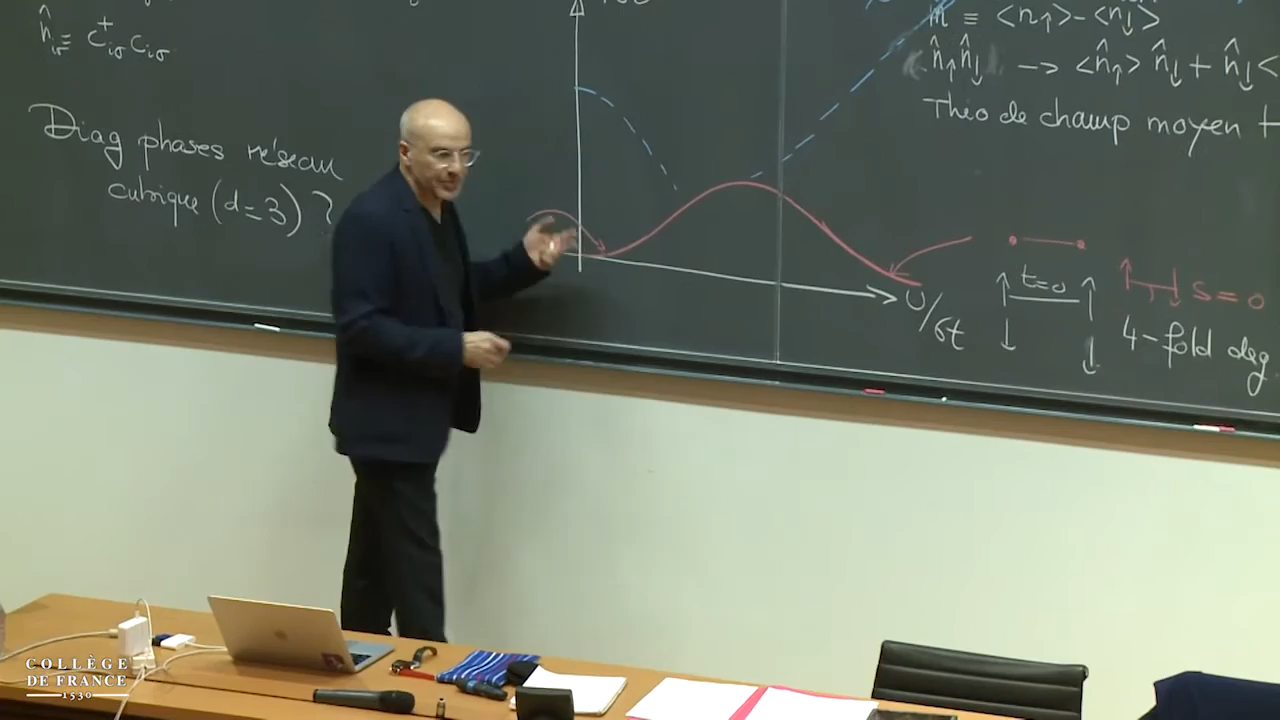 n̂iσ ≡ c⁺iσ ciσ
Diag phases réseau
cubique (d=3) ?
m ≡ <n↑> - <n↓>
n̂↑n̂↓ → <n̂↑> n̂↓ + n̂↓<
Théo de champ moyen +
t=0
S=0
U/6t
4-fold deg
COLLÈGE
DE FRANCE
1530